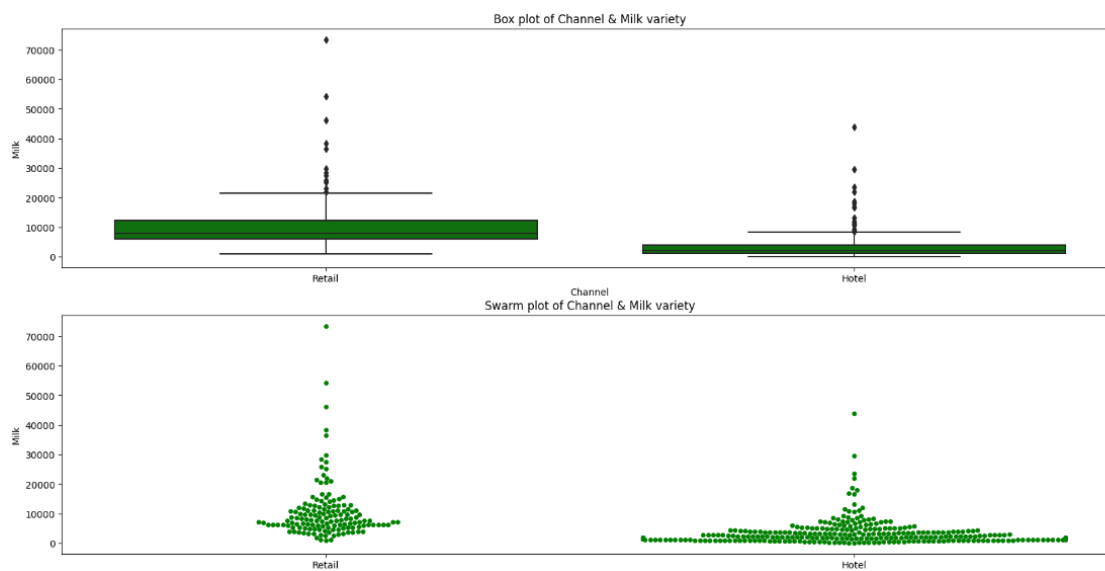 Box plot of Channel & Milk variety
70000
60000
50000
40000
30000
20000
10000
0
Milk
Retail
Hotel
Channel
Swarm plot of Channel & Milk variety
70000
60000
50000
40000
30000
20000
10000
0
Milk
Retail
Hotel